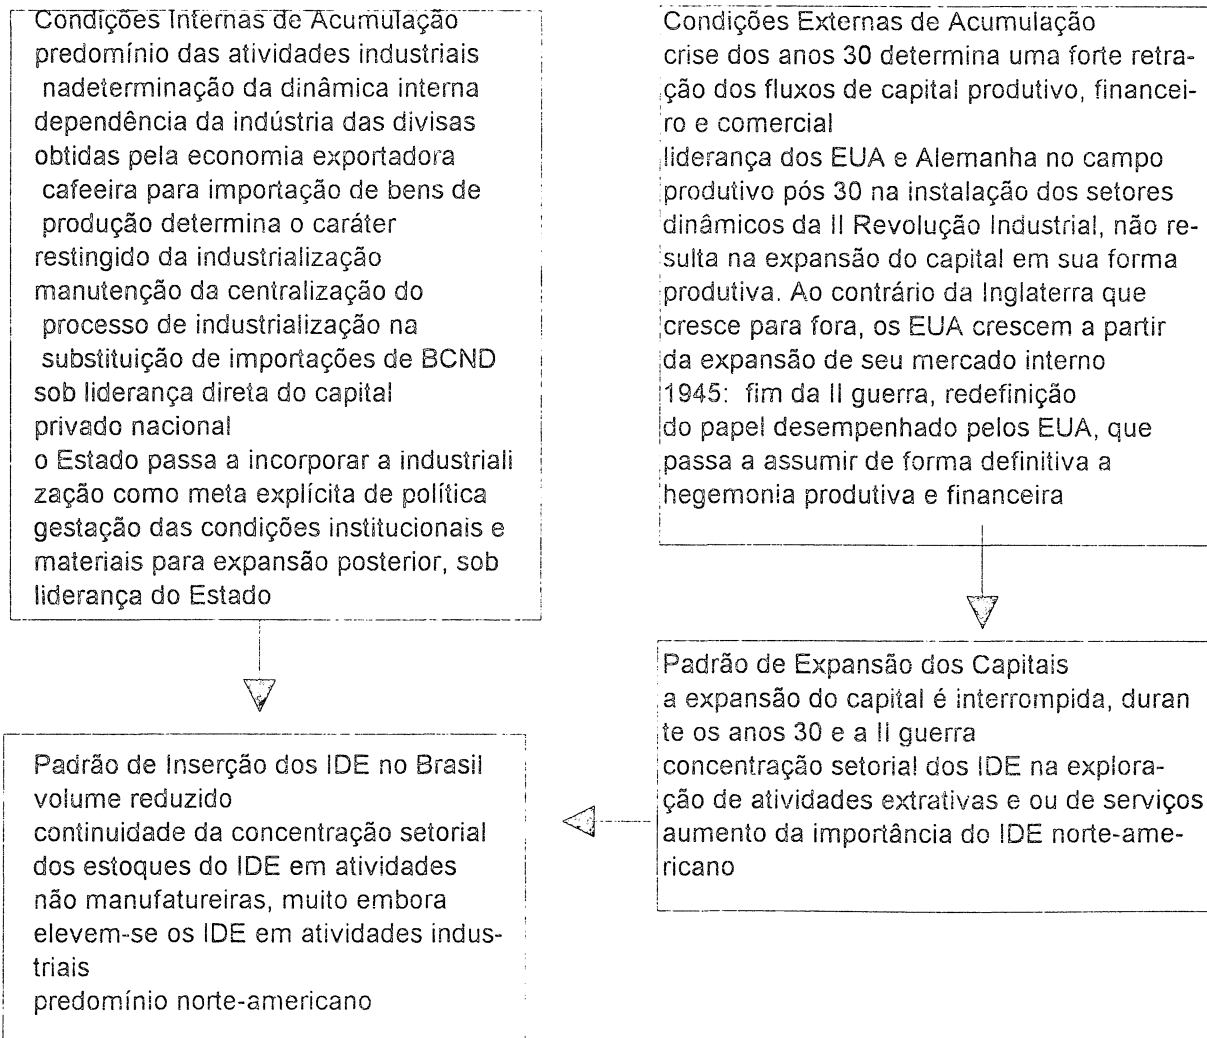 Condições Internas de Acumulação
predomínio das atividades industriais
nadeterminação da dinâmica interna
dependência da indústria das divisas
obtidas pela economia exportadora
cafeeira para importação de bens de
produção determina o caráter
restingido da industrialização
manutenção da centralização do
processo de industrialização na
substituição de importações de BCND
sob liderança direta do capital
privado nacional
o Estado passa a incorporar a industriali
zação como meta explícita de política
gestação das condições institucionais e
materiais para expansão posterior, sob
liderança do Estado
Condições Externas de Acumulação
crise dos anos 30 determina uma forte retra-
ção dos fluxos de capital produtivo, financei-
ro e comercial
liderança dos EUA e Alemanha no campo
produtivo pós 30 na instalação dos setores
dinâmicos da II Revolução Industrial, não re-
sulta na expansão do capital em sua forma
produtiva. Ao contrário da Inglaterra que
cresce para fora, os EUA crescem a partir
da expansão de seu mercado interno
1945: fim da II guerra, redefinição
do papel desempenhado pelos EUA, que
passa a assumir de forma definitiva a
hegemonia produtiva e financeira
Padrão de Expansão dos Capitais
a expansão do capital é interrompida, duran
te os anos 30 e a II guerra
concentração setorial dos IDE na explora-
ção de atividades extrativas e ou de serviços
aumento da importância do IDE norte-ame-
ricano
Padrão de Inserção dos IDE no Brasil
volume reduzido
continuidade da concentração setorial
dos estoques do IDE em atividades
não manufatureiras, muito embora
elevem-se os IDE em atividades indus-
triais
predomínio norte-americano